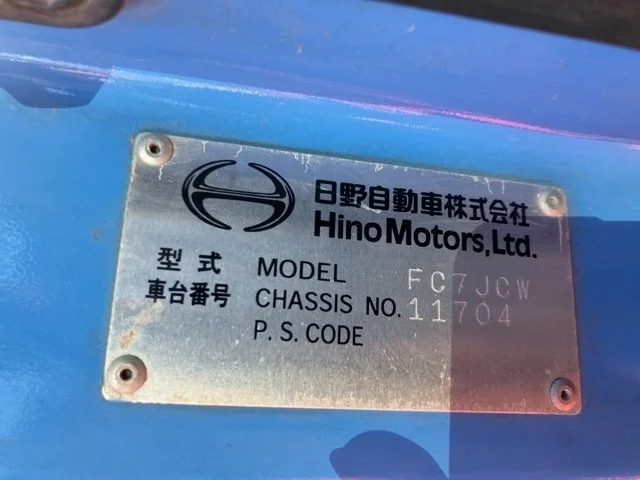 日野自動車株式会社
Hino Motors, Ltd.
型式 MODEL FC7JCW
車台番号 CHASSIS NO. 11704
P.S. CODE